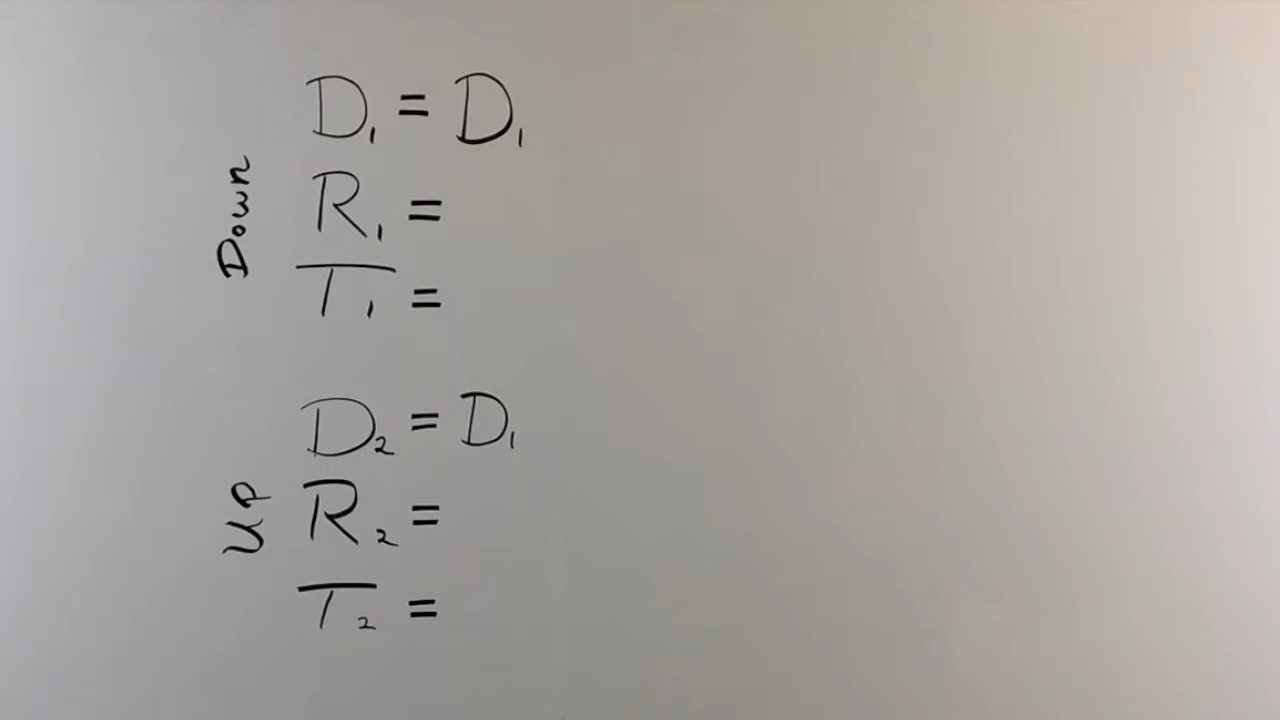 Down
D₁ = D₁
R₁ =
T₁ =
Up
D₂ = D₁
R₂ =
T₂ =